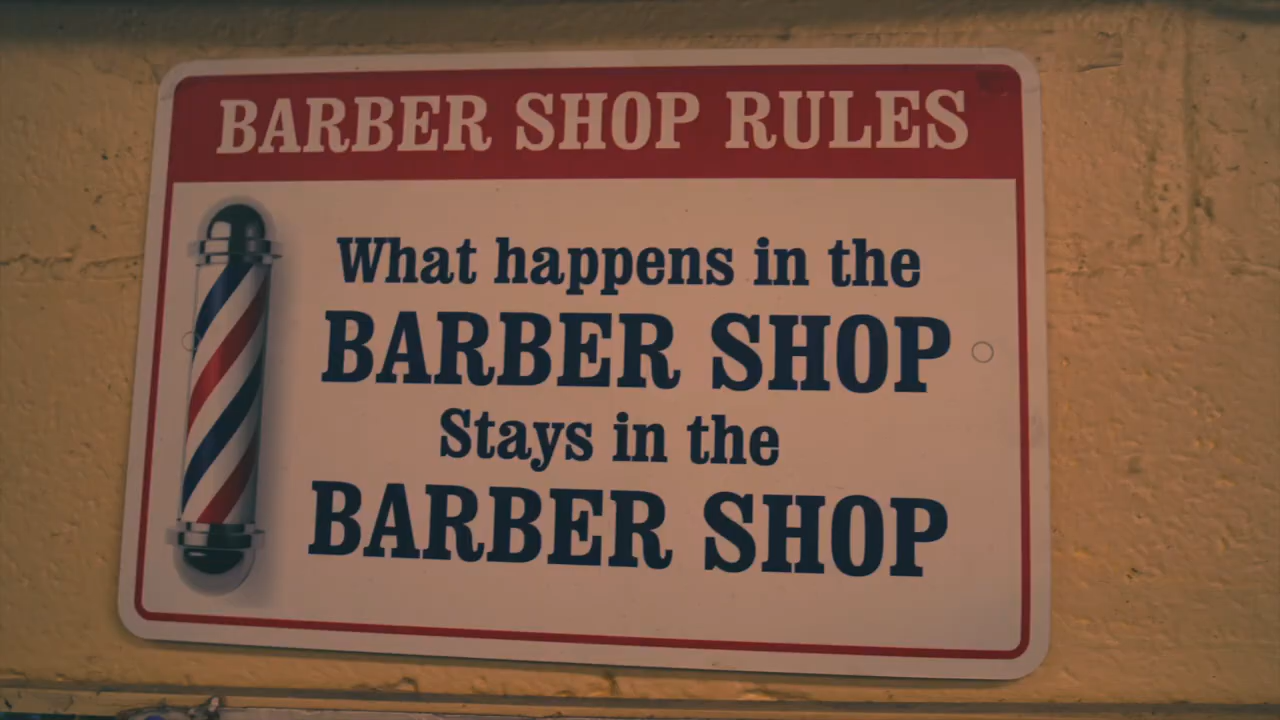 BARBER SHOP RULES
What happens in the
BARBER SHOP
Stays in the
BARBER SHOP